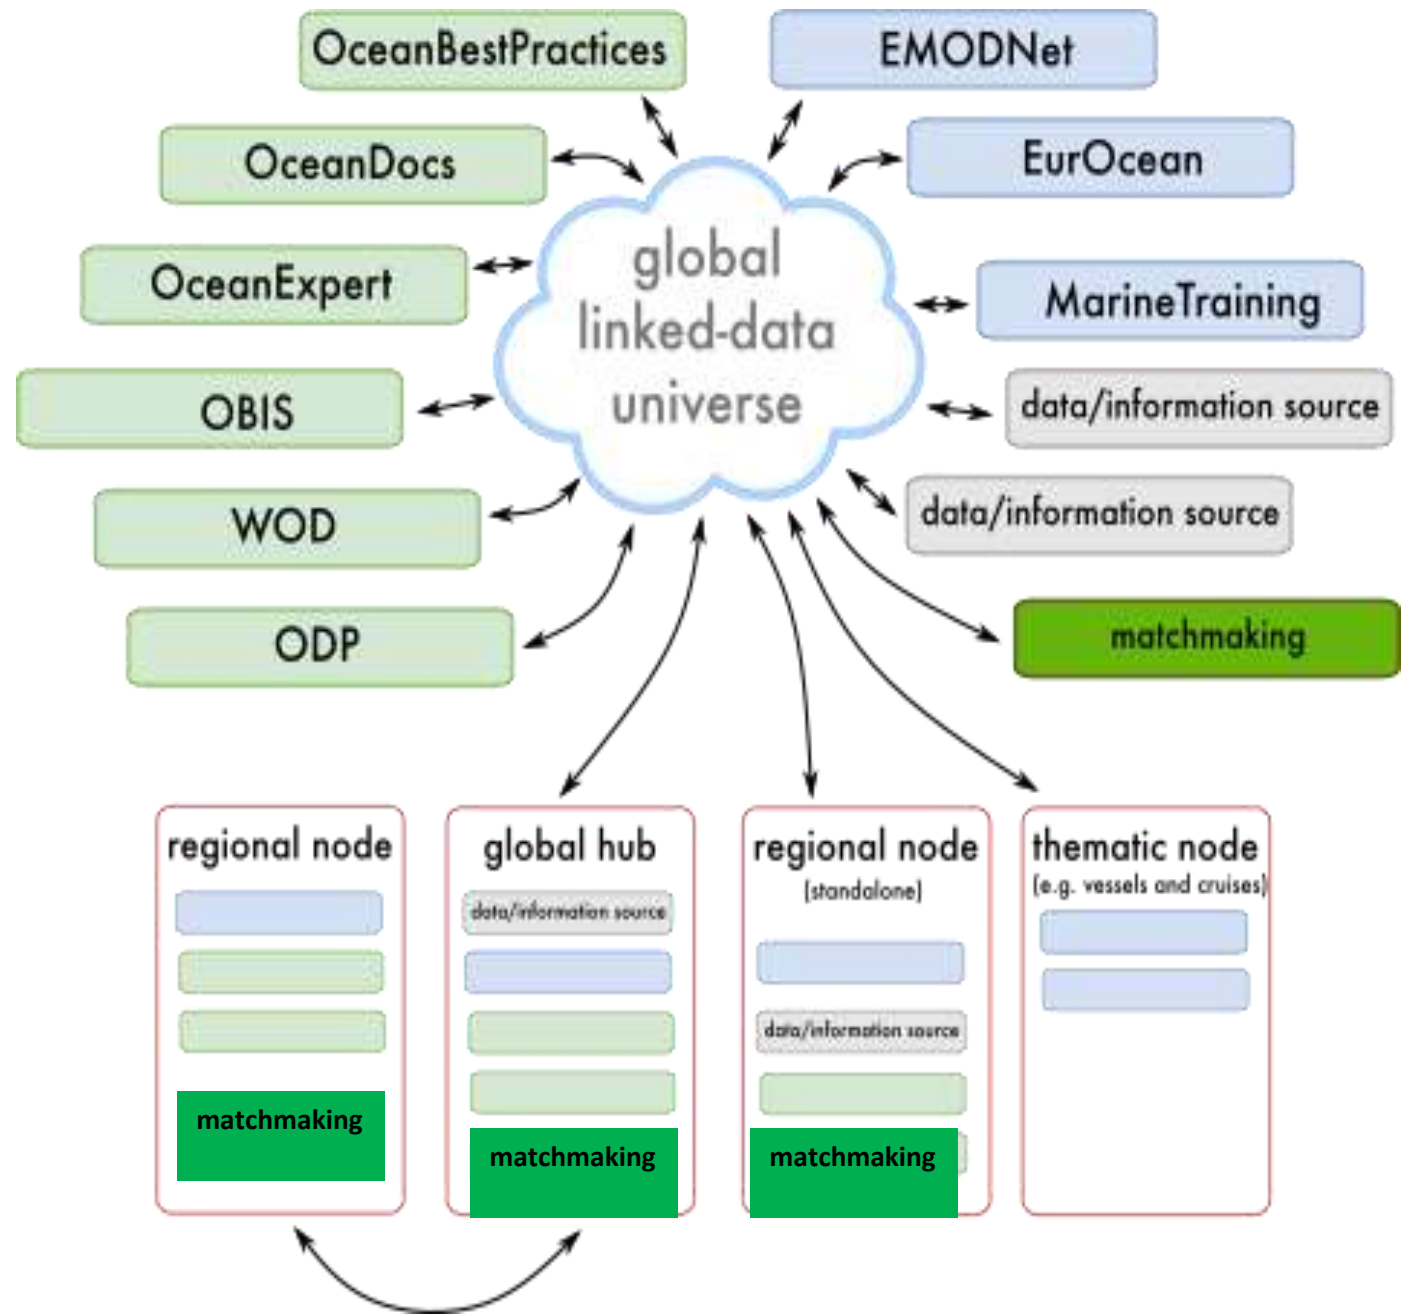 OceanBestPractices
EMODNet
OceanDocs
EurOcean
OceanExpert
MarineTraining
global
linked-data
universe
OBIS
data/information source
WOD
data/information source
ODP
matchmaking
regional node
global hub
regional node
(standalone)
thematic node
(e.g. vessels and cruises)
data/information source
data/information source
matchmaking
matchmaking
matchmaking